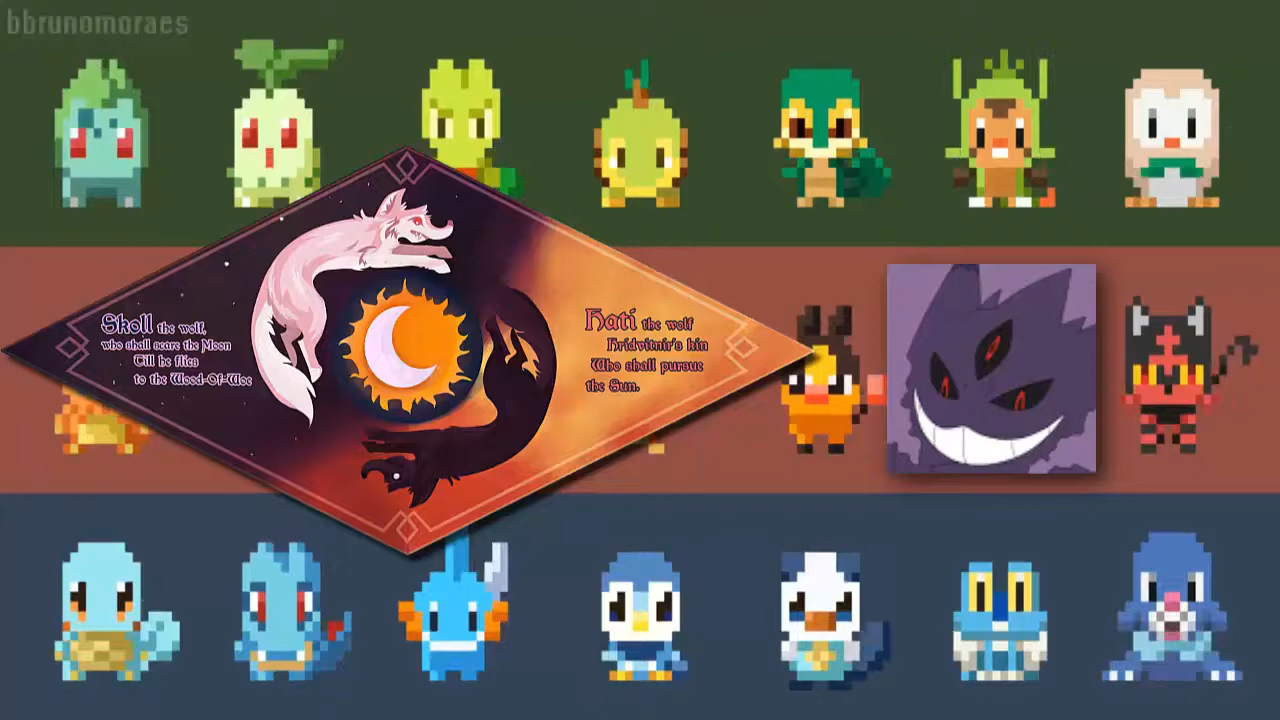 bbrunomoraes
Skoll the wolf,
who shall scare the Moon
Till he flies
to the Wood-Of-Woe
Hati the wolf
Hridvitnir's kin
Who shall pursue
the Sun.